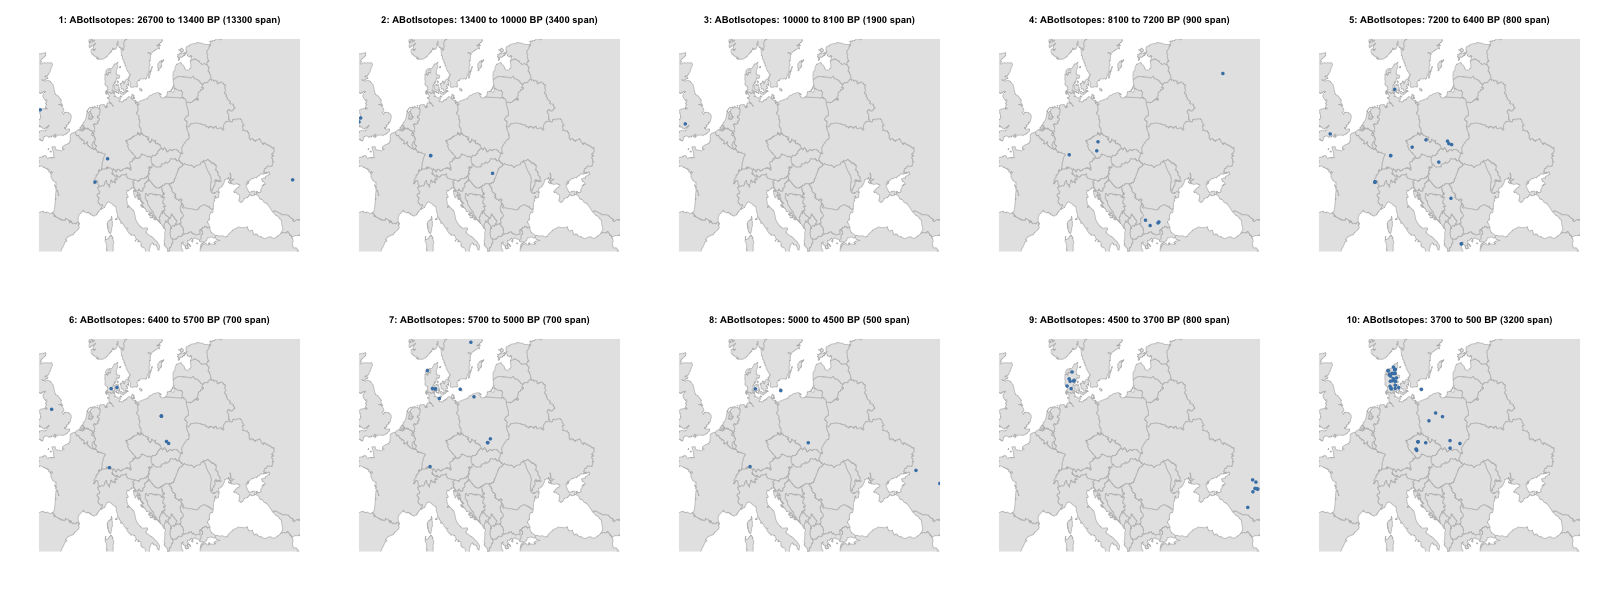 1: ABotIsotopes: 26700 to 13400 BP (13300 span)
2: ABotIsotopes: 13400 to 10000 BP (3400 span)
3: ABotIsotopes: 10000 to 8100 BP (1900 span)
4: ABotIsotopes: 8100 to 7200 BP (900 span)
5: ABotIsotopes: 7200 to 6400 BP (800 span)
6: ABotIsotopes: 6400 to 5700 BP (700 span)
7: ABotIsotopes: 5700 to 5000 BP (700 span)
8: ABotIsotopes: 5000 to 4500 BP (500 span)
9: ABotIsotopes: 4500 to 3700 BP (800 span)
10: ABotIsotopes: 3700 to 500 BP (3200 span)